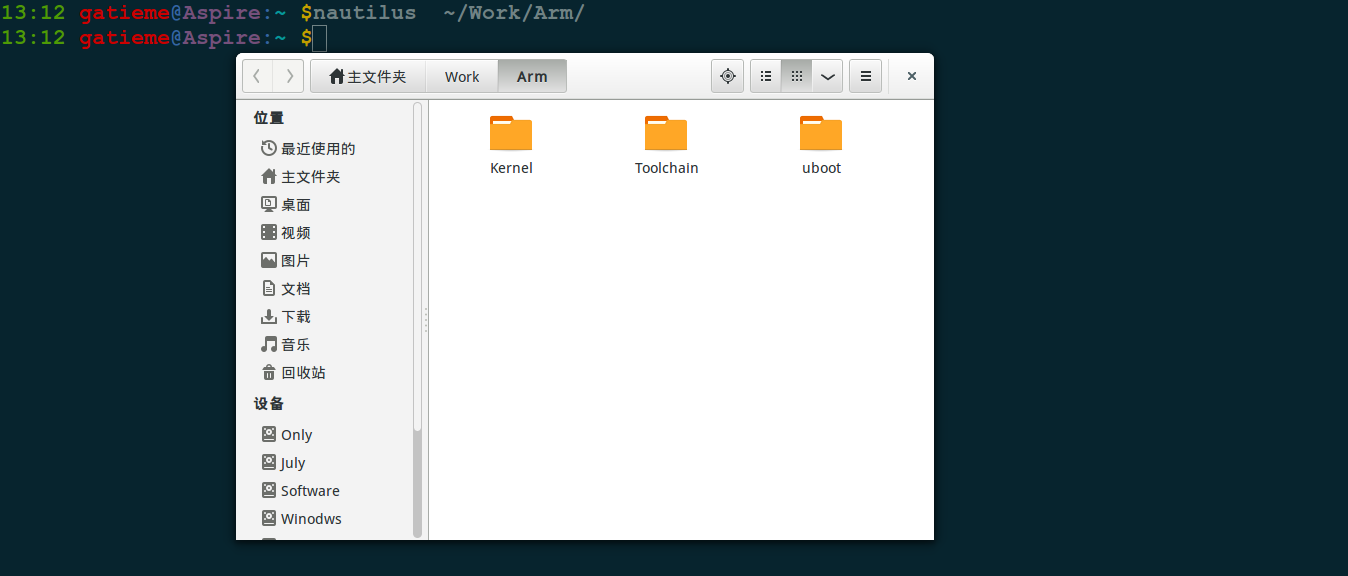 13:12 gatieme@Aspire:~ $nautilus  ~/Work/Arm/
13:12 gatieme@Aspire:~ $
主文件夹 Work Arm
位置
最近使用的
主文件夹
桌面
视频
图片
文档
下载
音乐
回收站
设备
Only
July
Software
Winodws
Kernel Toolchain uboot